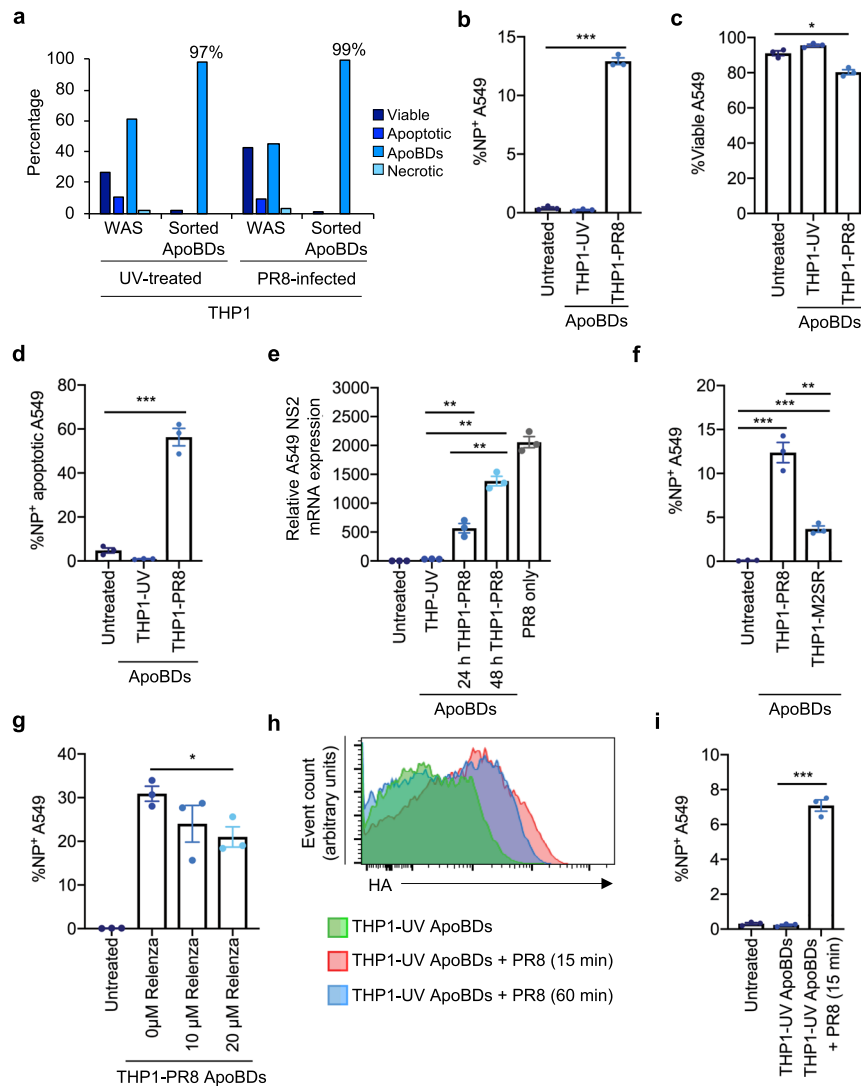 a
Percentage
100
80
60
40
20
0
97%
99%
Viable
Apoptotic
ApoBDs
Necrotic
WAS
Sorted ApoBDs
WAS
Sorted ApoBDs
UV-treated
PR8-infected
THP1
b
%NP⁺ A549
15
10
5
0
***
Untreated
THP1-UV
THP1-PR8
ApoBDs
c
%Viable A549
100
80
60
40
20
0
*
Untreated
THP1-UV
THP1-PR8
ApoBDs
d
%NP⁺ apoptotic A549
80
60
40
20
0
***
Untreated
THP1-UV
THP1-PR8
ApoBDs
e
Relative A549 NS2
mRNA expression
3000
2500
2000
1500
1000
500
0
**
**
**
Untreated
THP-UV
24 h THP1-PR8
48 h THP1-PR8
PR8 only
ApoBDs
f
%NP⁺ A549
20
15
10
5
0
**
***
***
Untreated
THP1-PR8
THP1-M2SR
ApoBDs
g
%NP⁺ A549
40
30
20
10
0
*
Untreated
0µM Relenza
10 µM Relenza
20 µM Relenza
THP1-PR8 ApoBDs
h
Event count
(arbitrary units)
HA
THP1-UV ApoBDs
THP1-UV ApoBDs + PR8 (15 min)
THP1-UV ApoBDs + PR8 (60 min)
i
%NP⁺ A549
8
6
4
2
0
***
Untreated
THP1-UV ApoBDs
THP1-UV ApoBDs
+ PR8 (15 min)